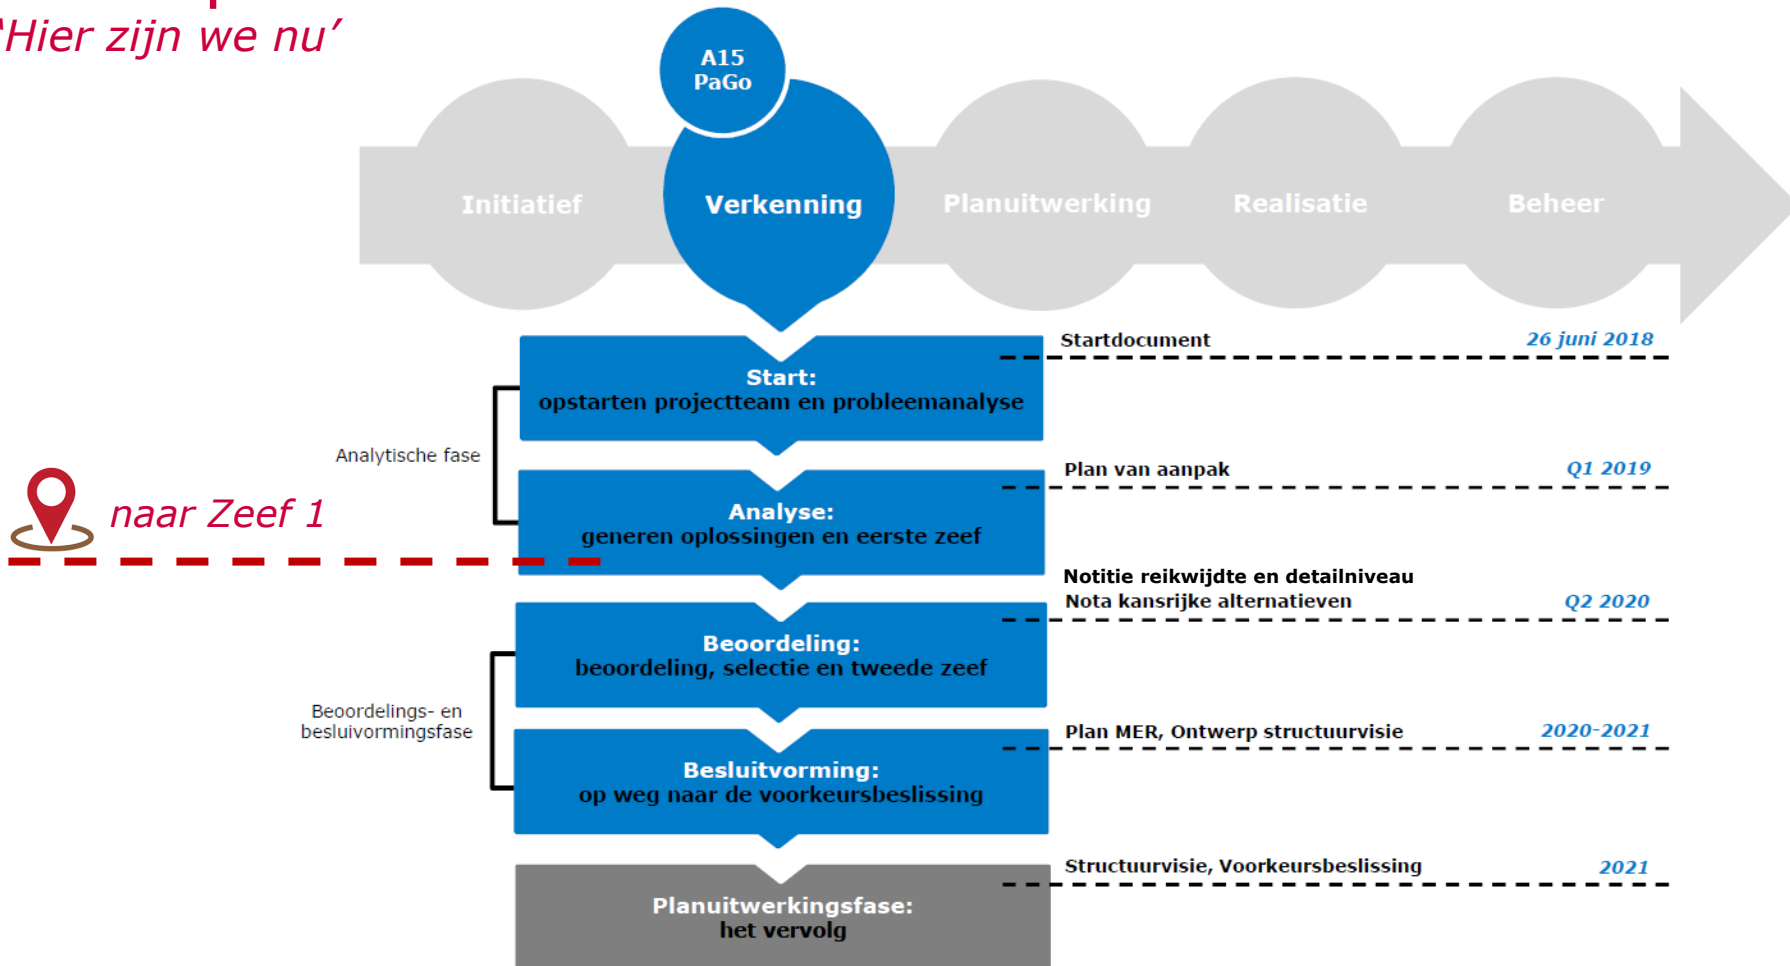 ‘Hier zijn we nu’
A15
PaGo
Initiatief
Verkenning
Planuitwerking
Realisatie
Beheer
Startdocument
26 juni 2018
Start:
opstarten projectteam en probleemanalyse
Analytische fase
Plan van aanpak
Q1 2019
naar Zeef 1
Analyse:
generen oplossingen en eerste zeef
Notitie reikwijdte en detailniveau
Nota kansrijke alternatieven
Q2 2020
Beoordeling:
beoordeling, selectie en tweede zeef
Beoordelings- en
besluivormingsfase
Plan MER, Ontwerp structuurvisie
2020-2021
Besluitvorming:
op weg naar de voorkeursbeslissing
Structuurvisie, Voorkeursbeslissing
2021
Planuitwerkingsfase:
het vervolg